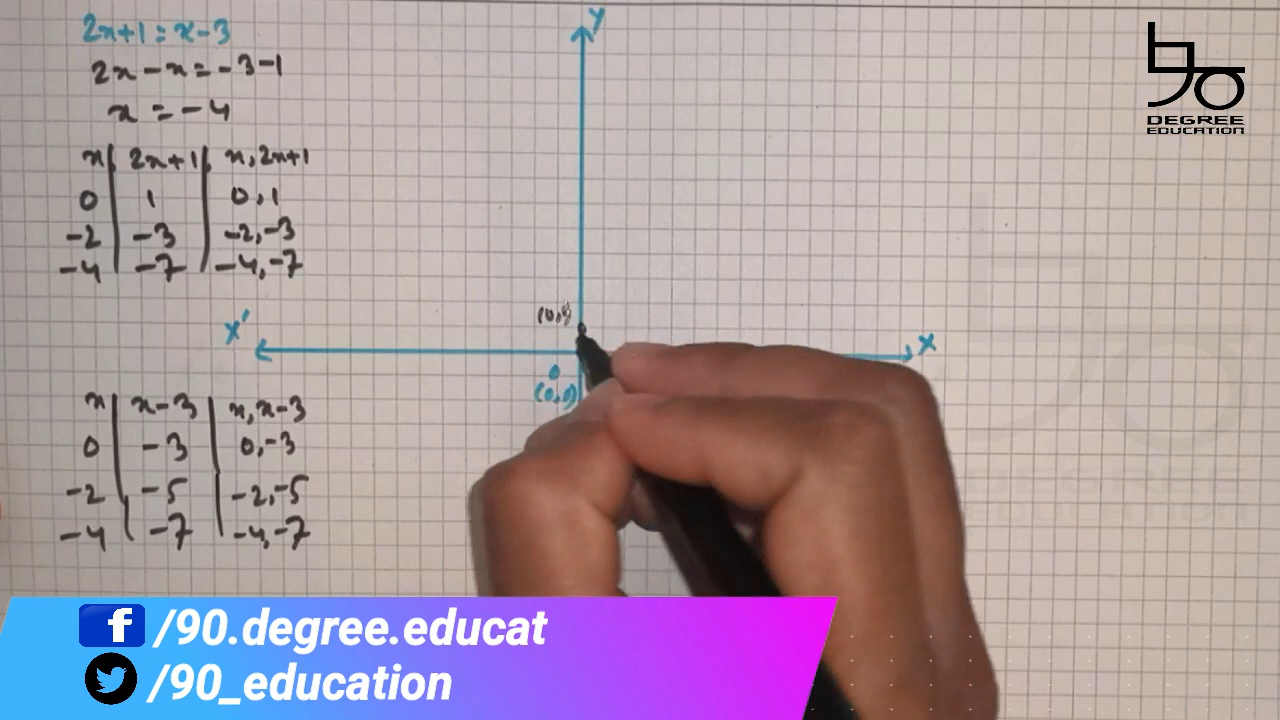 2x+1=x-3
2x-x=-3-1
x=-4
x 2x+1 x,2x+1
0 1 0,1
-2 -3 -2,-3
-4 -7 -4,-7
Y
X' X
(0,0)
x x-3 x,x-3
0 -3 0,-3
-2 -5 -2,-5
-4 -7 -4,-7
90
DEGREE
EDUCATION
f /90.degree.educat
/90_education